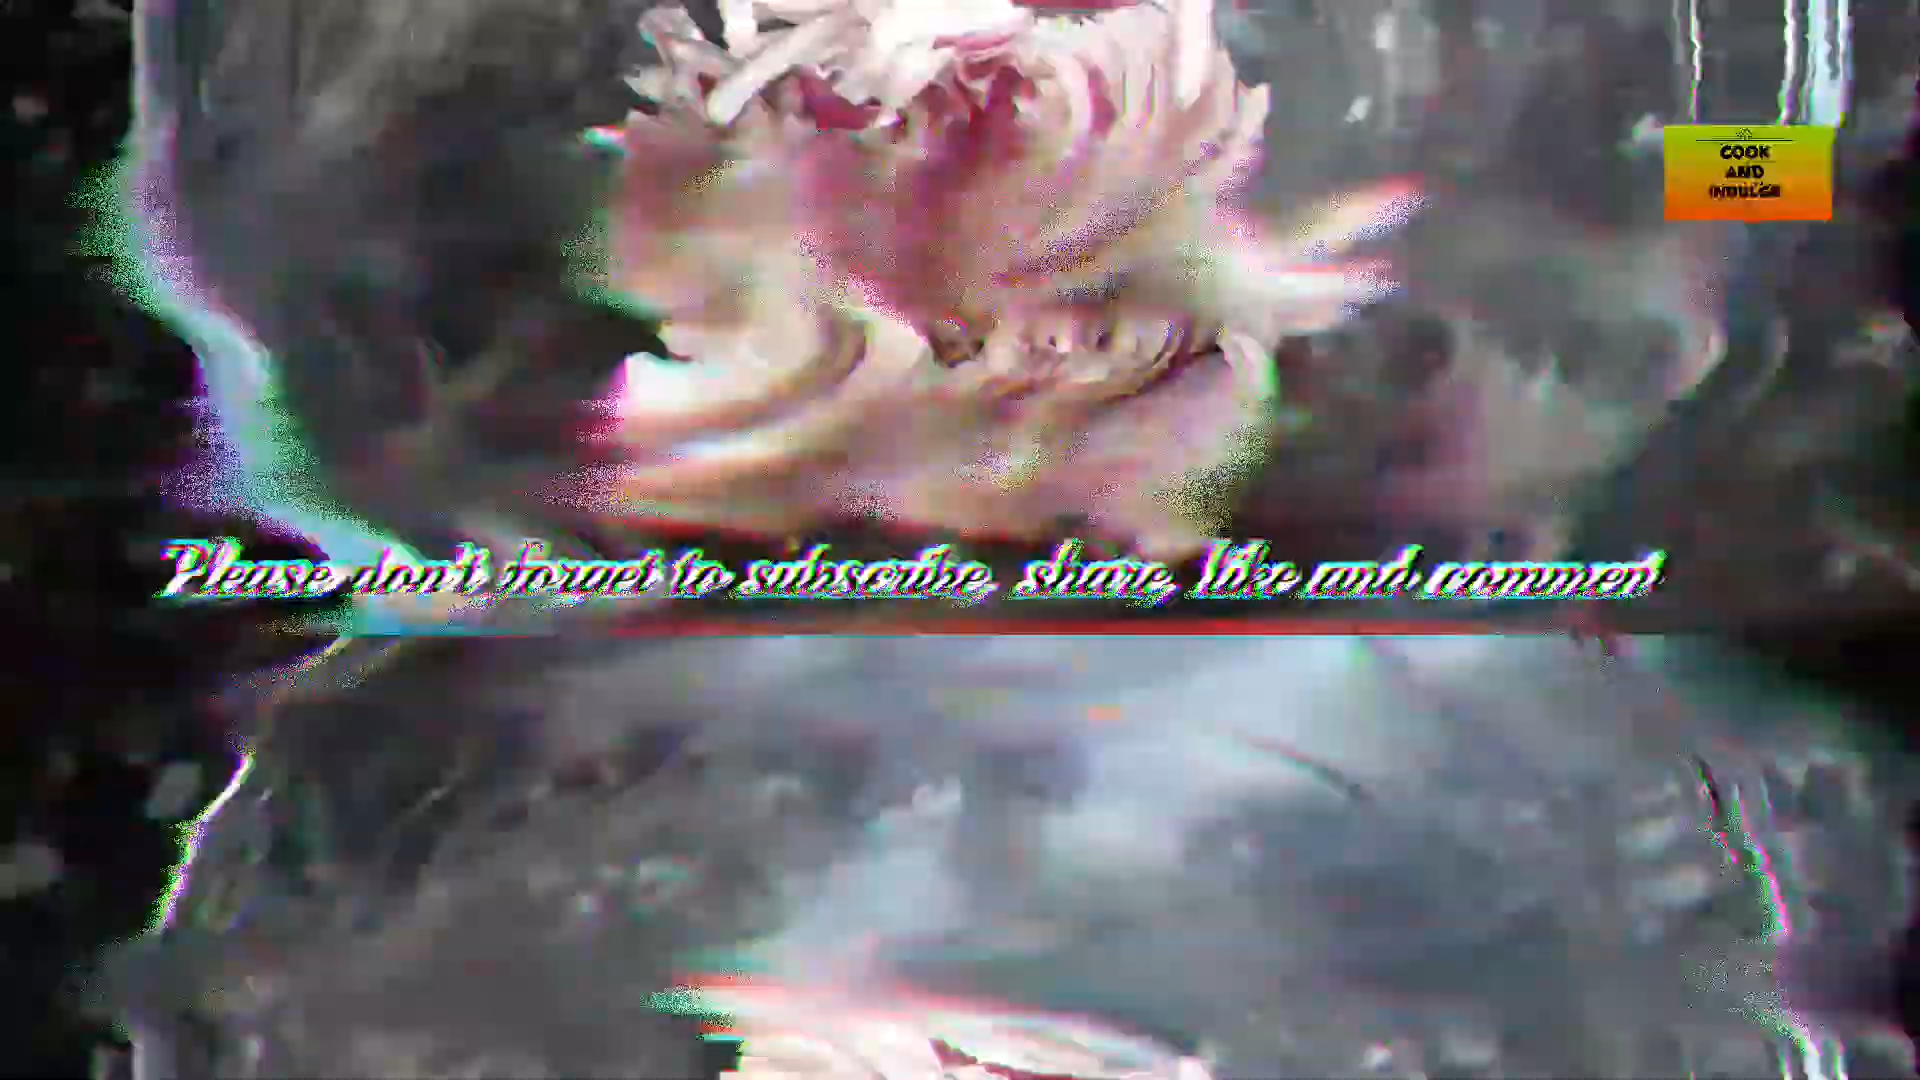 COOK
AND
INDULGE
Please don't forget to subscribe, share, like and comment